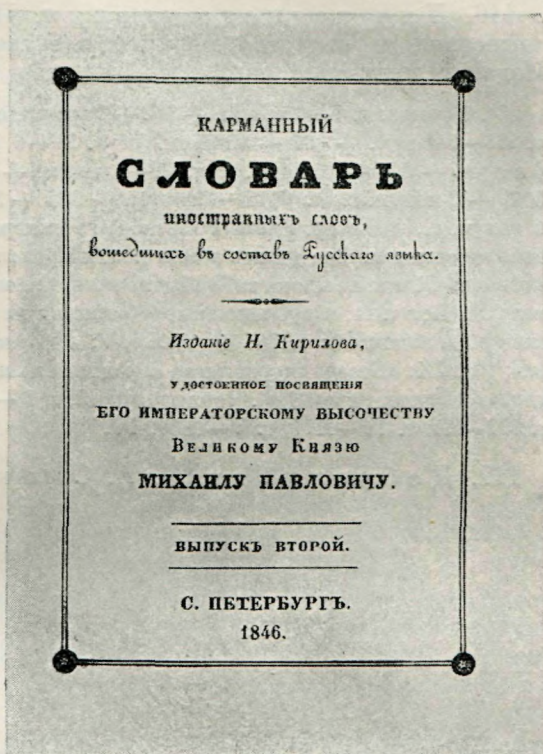 КАРМАННЫЙ
СЛОВАРЬ
иностранныхъ словъ,
вошедшихъ въ составъ Русскаго языка.
Изданіе Н. Кирилова,
УДОСТОЕННОЕ ПОСВЯЩЕНІЯ
ЕГО ИМПЕРАТОРСКОМУ ВЫСОЧЕСТВУ
ВЕЛИКОМУ КНЯЗЮ
МИХАИЛУ ПАВЛОВИЧУ.
ВЫПУСКЪ ВТОРОЙ.
С. ПЕТЕРБУРГЪ.
1846.